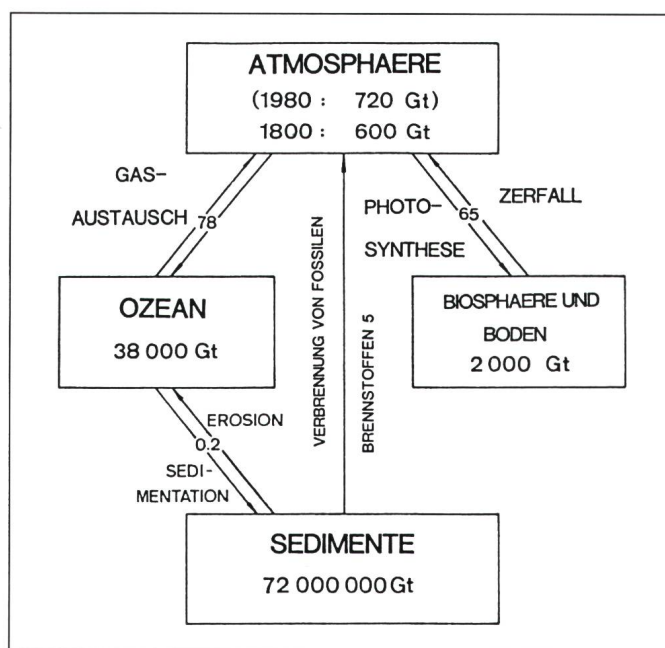 ATMOSPHAERE
(1980 : 720 Gt)
1800 : 600 Gt
GAS-
AUSTAUSCH
78
PHOTO-
SYNTHESE
65
ZERFALL
OZEAN
38 000 Gt
VERBRENNUNG VON FOSSILEN
BRENNSTOFFEN 5
BIOSPHAERE UND
BODEN
2 000 Gt
EROSION
0.2
SEDI-
MENTATION
SEDIMENTE
72 000 000 Gt